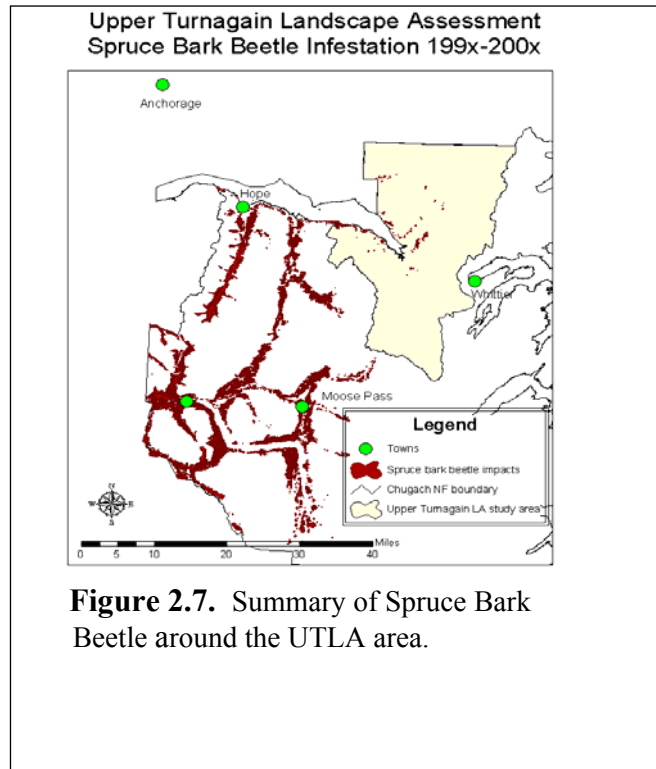 Upper Turnagain Landscape Assessment
Spruce Bark Beetle Infestation 199x-200x
Anchorage
Hope
Whittier
Moose Pass
Legend
Towns
Spruce bark beetle impacts
Chugach NF boundary
Upper Turnagain LA study area
N
W E
S
Miles
0 5 10 20 30 40
Figure 2.7. Summary of Spruce Bark
Beetle around the UTLA area.